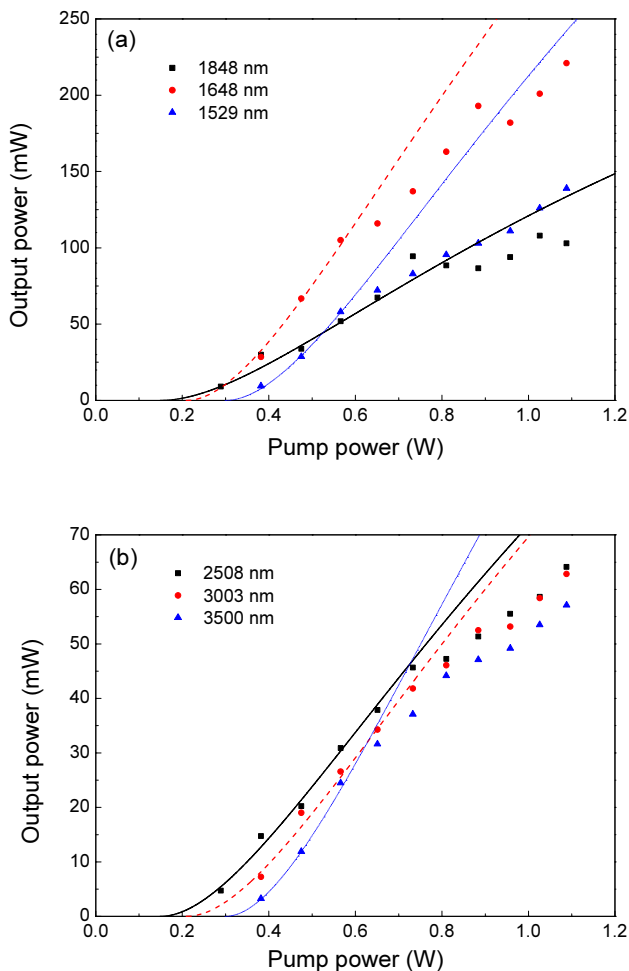 (a)
1848 nm
1648 nm
1529 nm
250
200
150
100
50
0
Output power (mW)
0.0 0.2 0.4 0.6 0.8 1.0 1.2
Pump power (W)
(b)
2508 nm
3003 nm
3500 nm
70
60
50
40
30
20
10
0
Output power (mW)
0.0 0.2 0.4 0.6 0.8 1.0 1.2
Pump power (W)